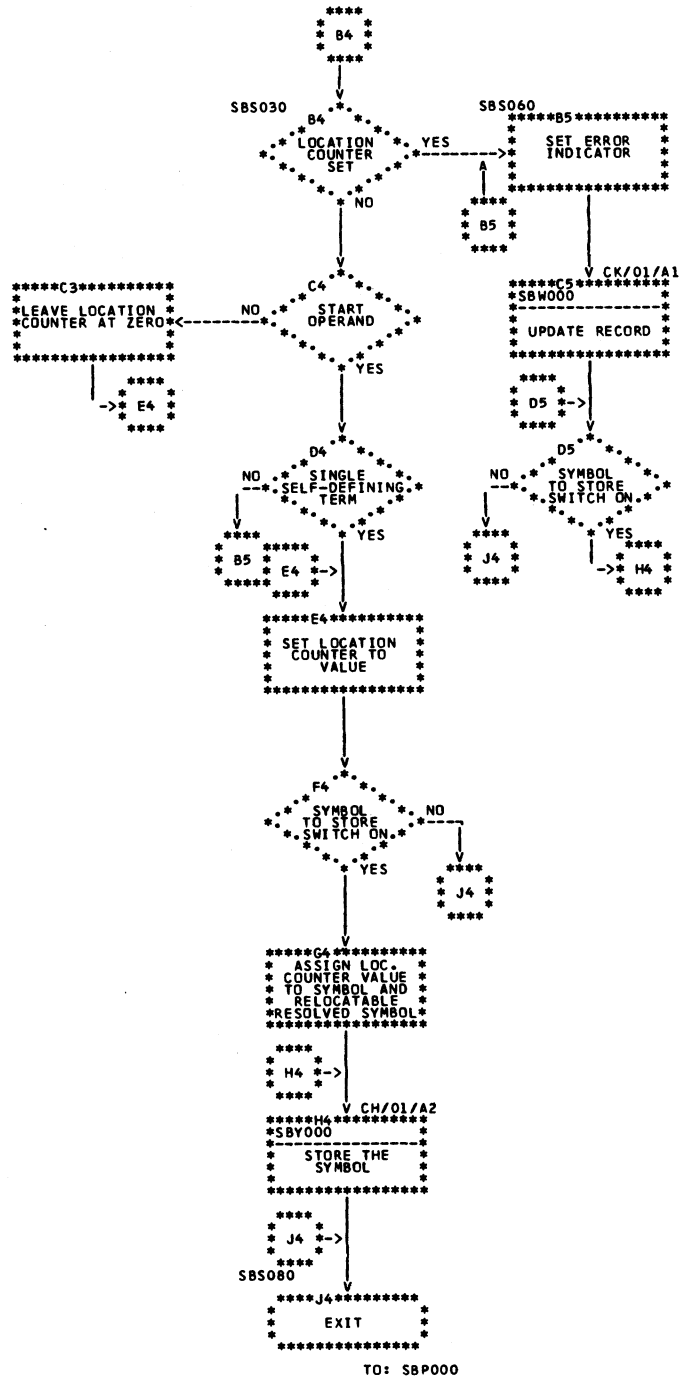 B4
SBS030
B4
LOCATION
COUNTER
SET
YES
NO
SBS060
B5
SET ERROR
INDICATOR
A
B5
CK/01/A1
C5
SBW000
UPDATE RECORD
C4
START
OPERAND
NO
YES
C3
LEAVE LOCATION
COUNTER AT ZERO
E4
D5
D5
SYMBOL
TO STORE
SWITCH ON
NO
YES
J4
H4
D4
SINGLE
SELF-DEFINING
TERM
NO
YES
B5
E4
E4
SET LOCATION
COUNTER TO
VALUE
F4
SYMBOL
TO STORE
SWITCH ON
NO
YES
J4
G4
ASSIGN LOC.
COUNTER VALUE
TO SYMBOL AND
RELOCATABLE
RESOLVED SYMBOL
H4
CH/01/A2
H4
SBY000
STORE THE
SYMBOL
J4
SBS080
J4
EXIT
TO: SBP000